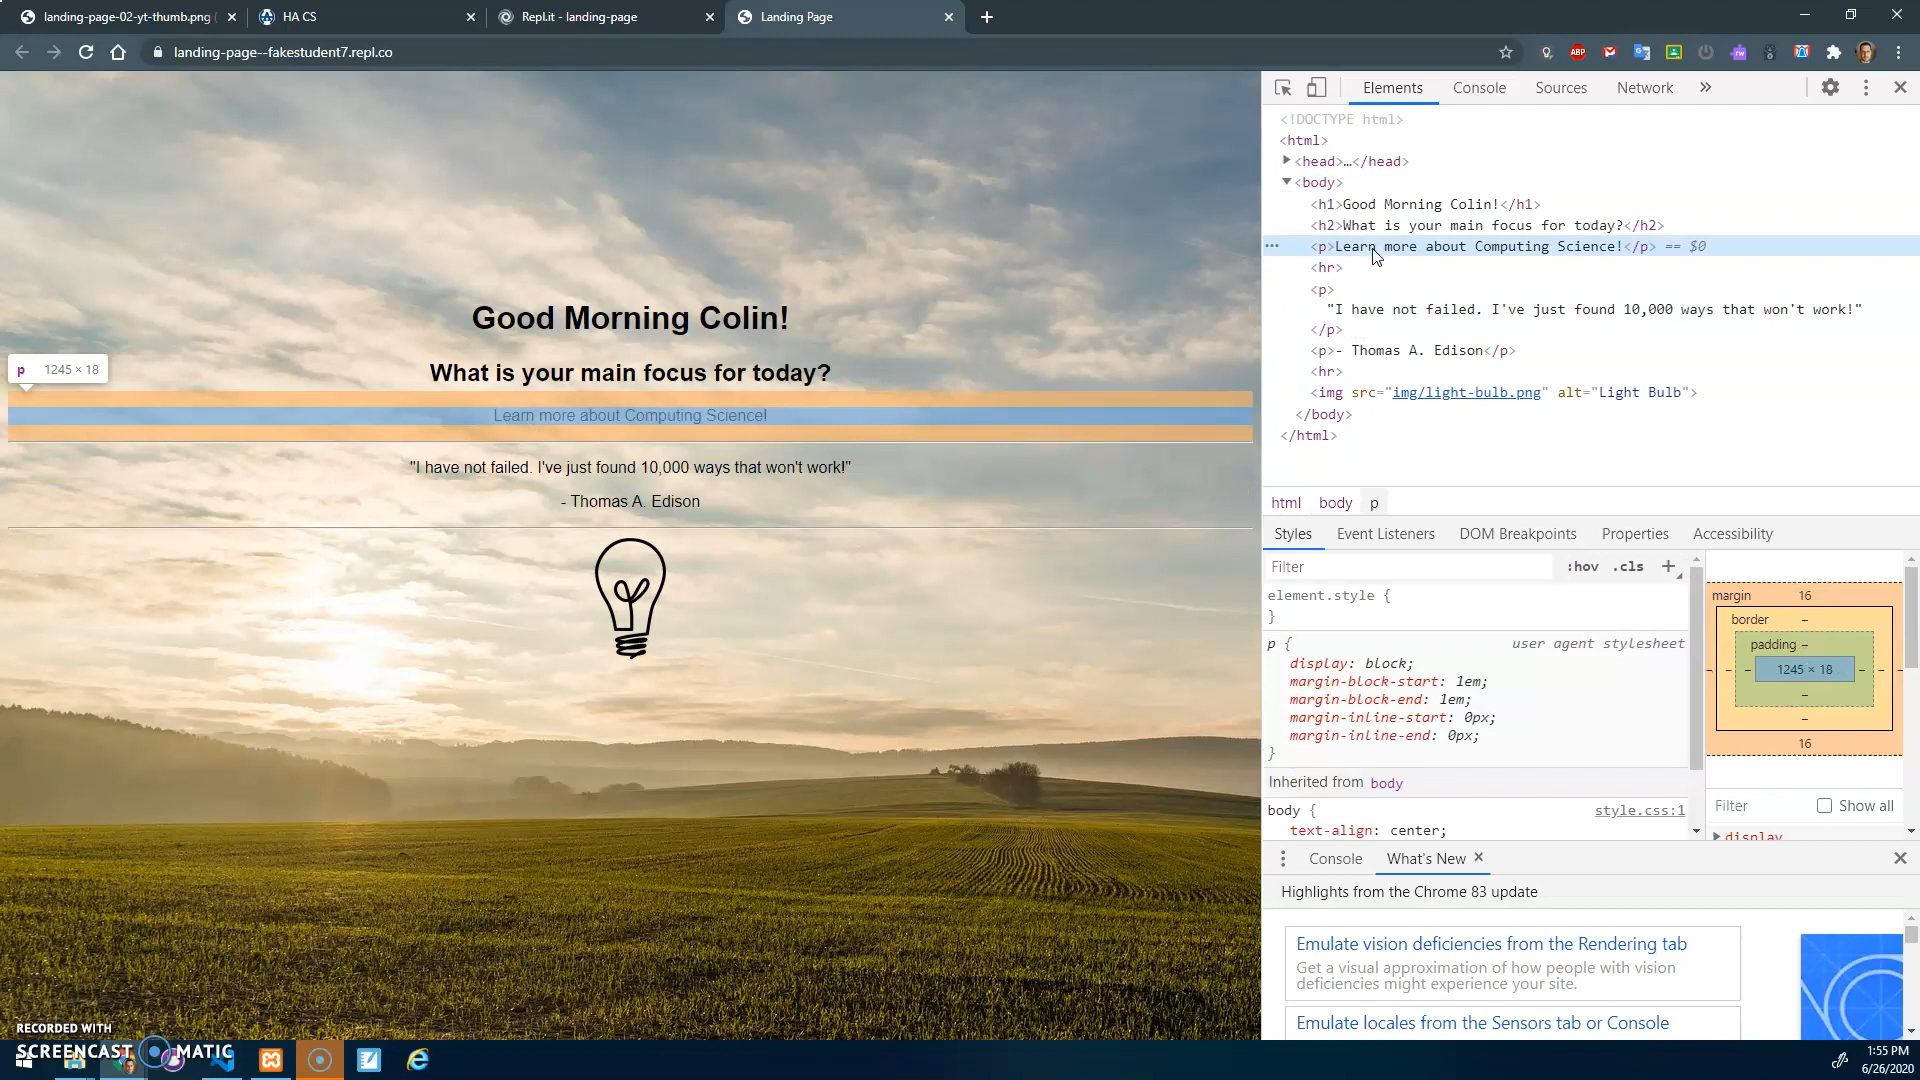 landing-page-02-yt-thumb.png (
HA CS
Repl.it - landing-page
Landing Page
landing-page--fakestudent7.repl.co
ABP
Good Morning Colin!
What is your main focus for today?
p 1245 × 18
Learn more about Computing Science!
"I have not failed. I've just found 10,000 ways that won't work!"
- Thomas A. Edison
Elements Console Sources Network »
<!DOCTYPE html>
<html>
<head>…</head>
<body>
<h1>Good Morning Colin!</h1>
<h2>What is your main focus for today?</h2>
<p>Learn more about Computing Science!</p> == $0
<hr>
<p>
"I have not failed. I've just found 10,000 ways that won't work!"
</p>
<p>- Thomas A. Edison</p>
<hr>
<img src="img/light-bulb.png" alt="Light Bulb">
</body>
</html>
html body p
Styles Event Listeners DOM Breakpoints Properties Accessibility
Filter :hov .cls +
element.style {
}
p { user agent stylesheet
display: block;
margin-block-start: 1em;
margin-block-end: 1em;
margin-inline-start: 0px;
margin-inline-end: 0px;
}
Inherited from body
body { style.css:1
text-align: center;
margin 16
border –
padding –
– – – 1245 × 18 – – –
–
–
16
Filter Show all
display
Console What's New ×
Highlights from the Chrome 83 update
Emulate vision deficiencies from the Rendering tab
Get a visual approximation of how people with vision
deficiencies might experience your site.
Emulate locales from the Sensors tab or Console
RECORDED WITH
SCREENCAST MATIC
1:55 PM
6/26/2020